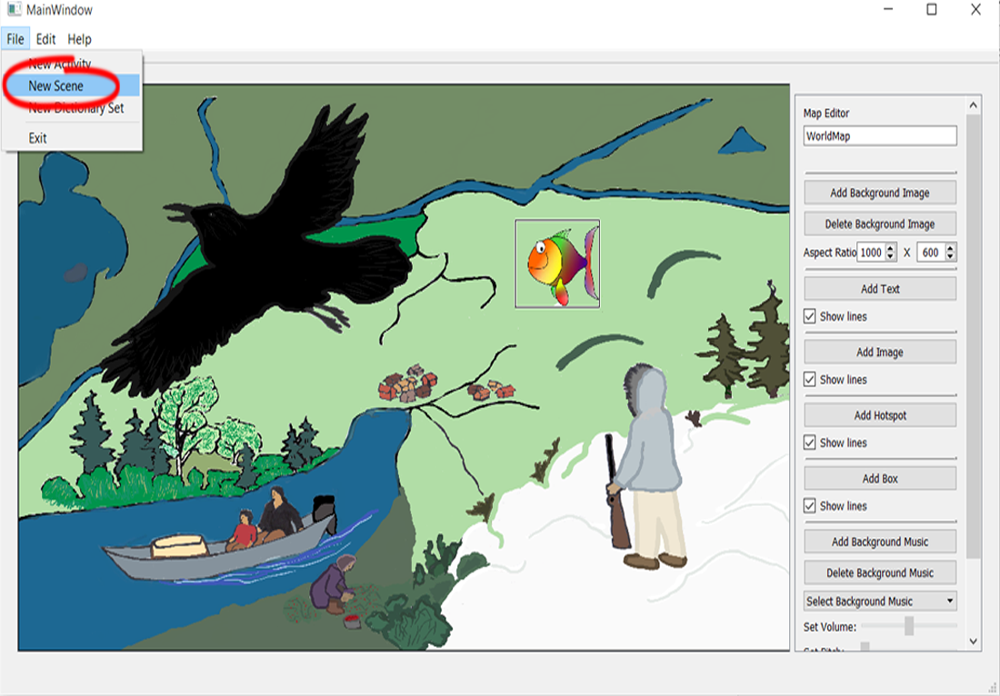 MainWindow
File Edit Help
New Activity
New Scene
New Dictionary Set
Exit
Map Editor
WorldMap
Add Background Image
Delete Background Image
Aspect Ratio 1000 X 600
Add Text
Show lines
Add Image
Show lines
Add Hotspot
Show lines
Add Box
Show lines
Add Background Music
Delete Background Music
Select Background Music
Set Volume:
Set Pitch: